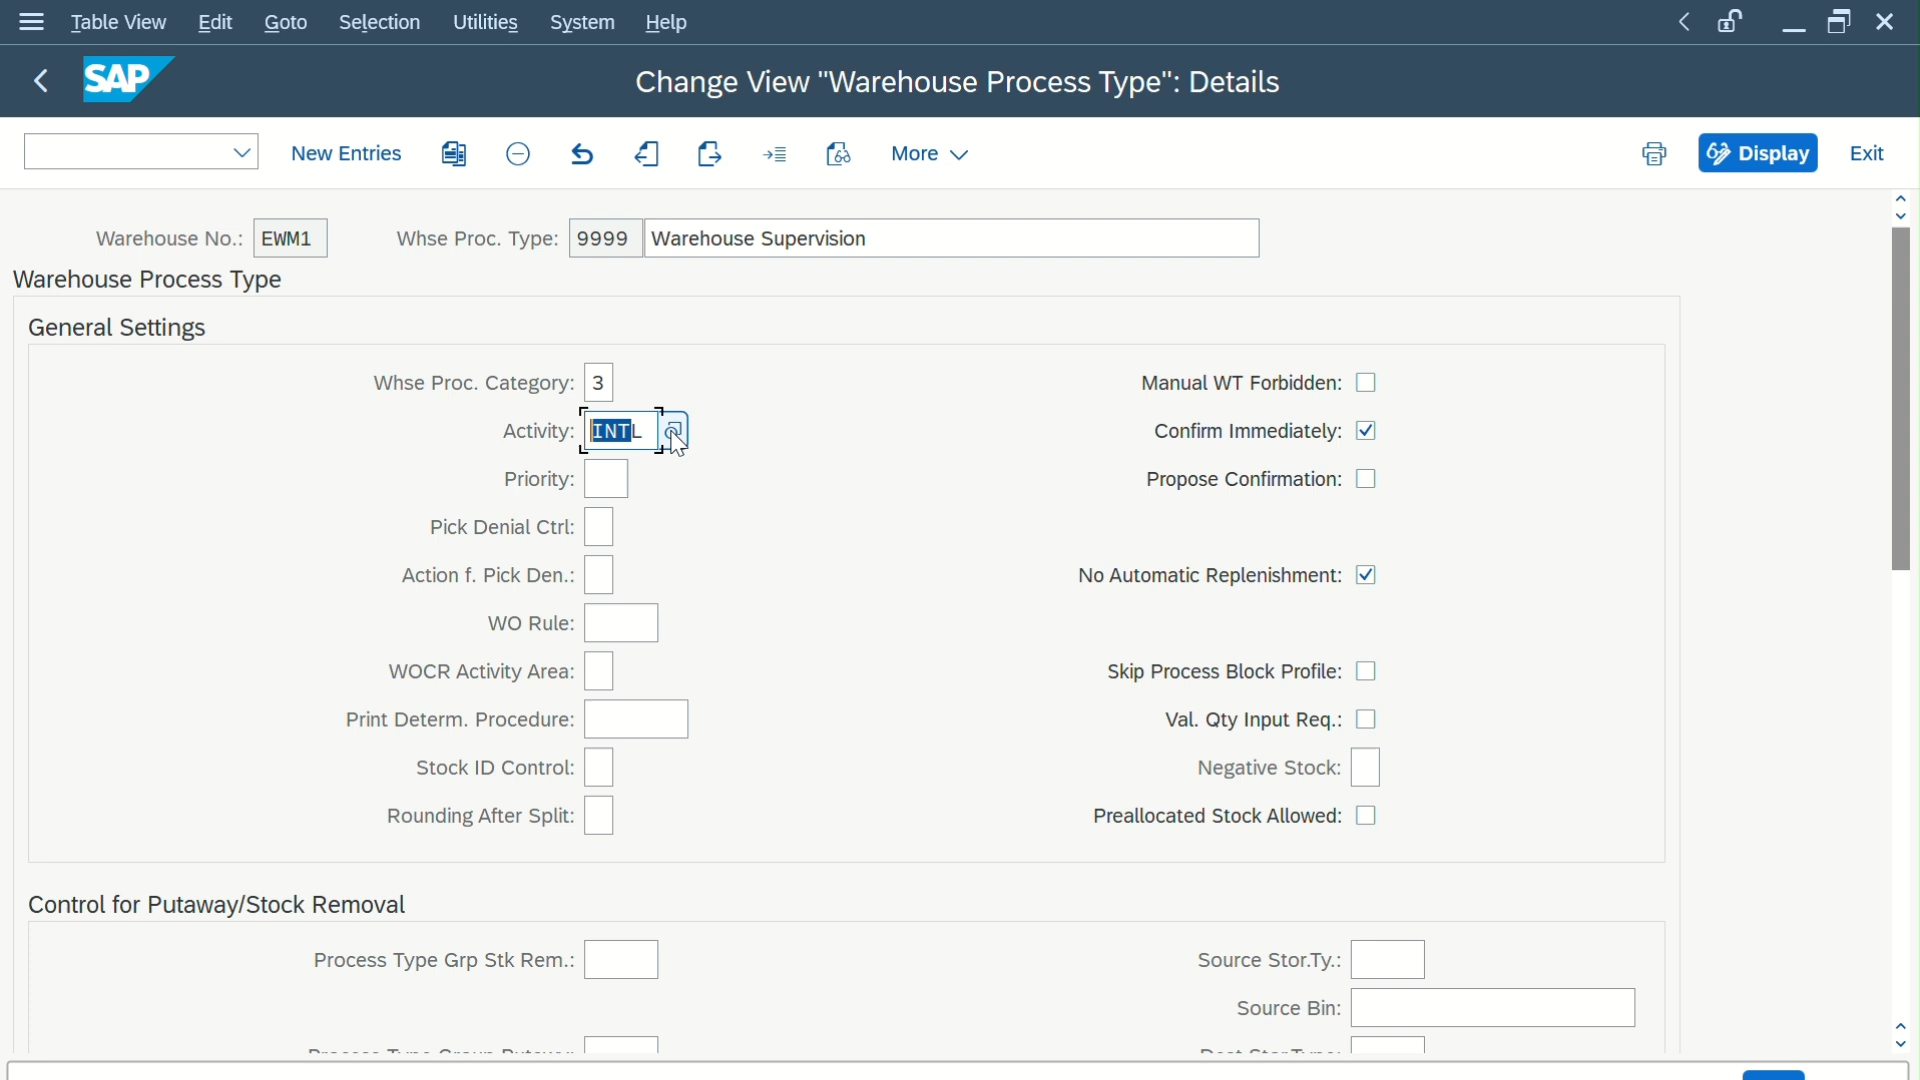 Table View Edit Goto Selection Utilities System Help
SAP Change View "Warehouse Process Type": Details
New Entries More Display Exit
Warehouse No.: EWM1 Whse Proc. Type: 9999 Warehouse Supervision
Warehouse Process Type
General Settings
Whse Proc. Category: 3 Manual WT Forbidden:
Activity: INTL Confirm Immediately:
Priority: Propose Confirmation:
Pick Denial Ctrl:
Action f. Pick Den.: No Automatic Replenishment:
WO Rule:
WOCR Activity Area: Skip Process Block Profile:
Print Determ. Procedure: Val. Qty Input Req.:
Stock ID Control: Negative Stock:
Rounding After Split: Preallocated Stock Allowed:
Control for Putaway/Stock Removal
Process Type Grp Stk Rem.: Source Stor.Ty.:
Source Bin: